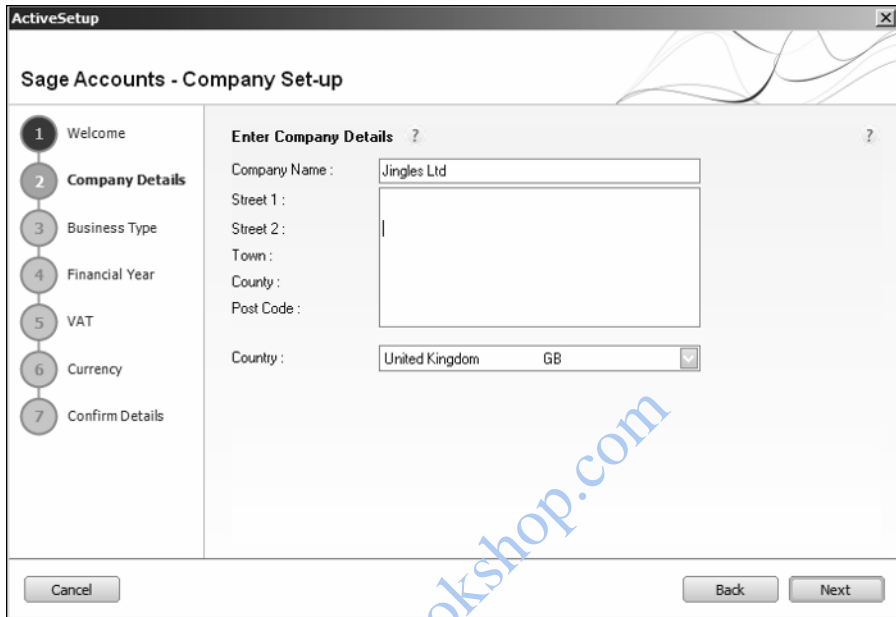 ActiveSetup
Sage Accounts - Company Set-up
1 Welcome
2 Company Details
3 Business Type
4 Financial Year
5 VAT
6 Currency
7 Confirm Details
Enter Company Details ? ?
Company Name : Jingles Ltd
Street 1 :
Street 2 :
Town :
County :
Post Code :
Country : United Kingdom GB
okshop.com
Cancel Back Next